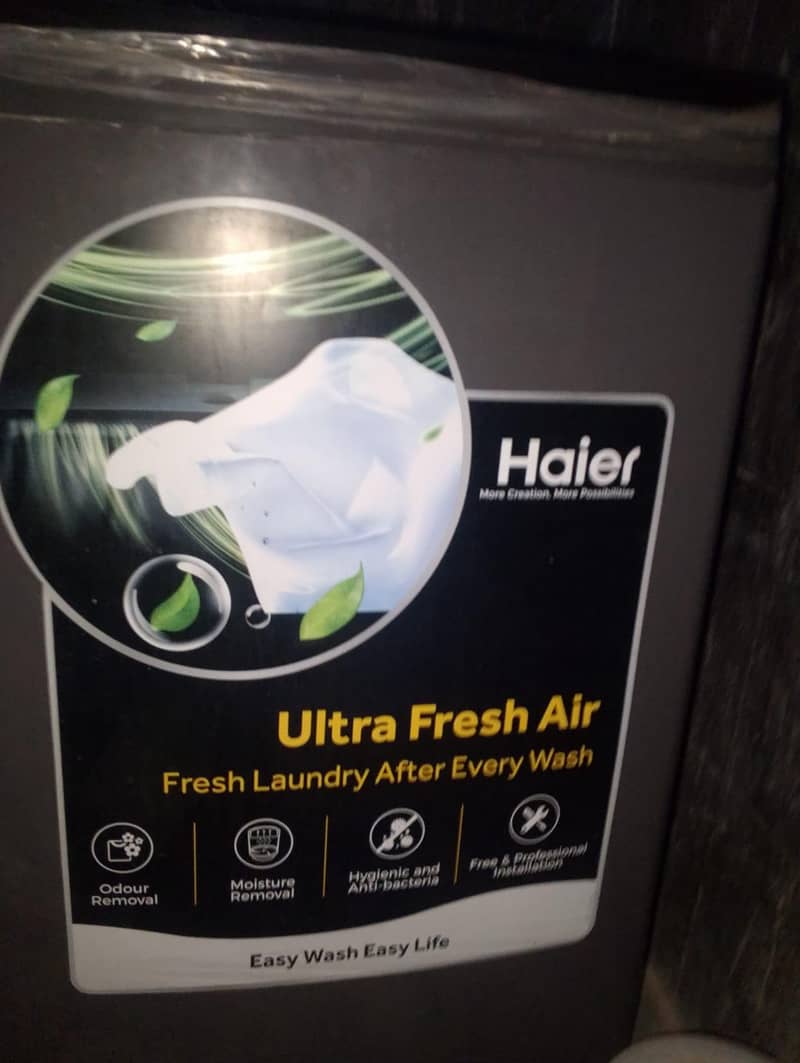 Haier
More Creation, More Possibilities
Ultra Fresh Air
Fresh Laundry After Every Wash
Odour
Removal
Moisture
Removal
Hygienic and
Anti-bacteria
Free & Professional
Installation
Easy Wash Easy Life